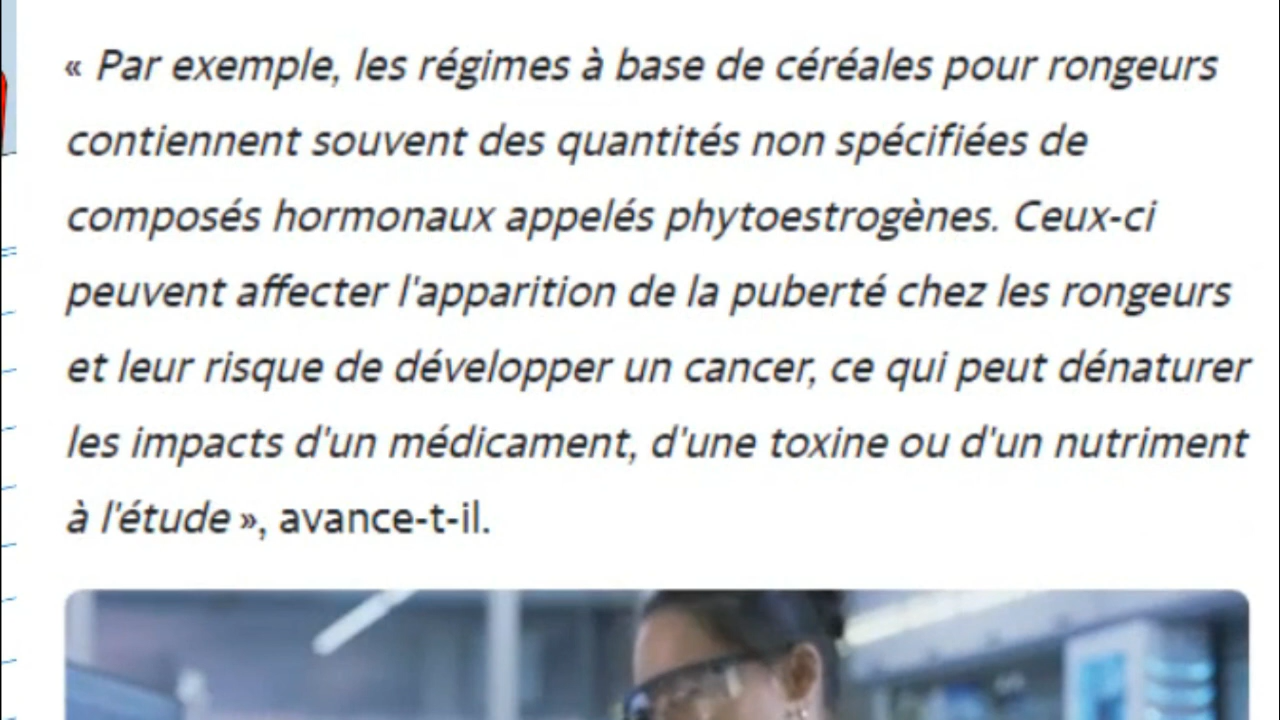 « Par exemple, les régimes à base de céréales pour rongeurs
contiennent souvent des quantités non spécifiées de
composés hormonaux appelés phytoestrogènes. Ceux-ci
peuvent affecter l'apparition de la puberté chez les rongeurs
et leur risque de développer un cancer, ce qui peut dénaturer
les impacts d'un médicament, d'une toxine ou d'un nutriment
à l'étude », avance-t-il.